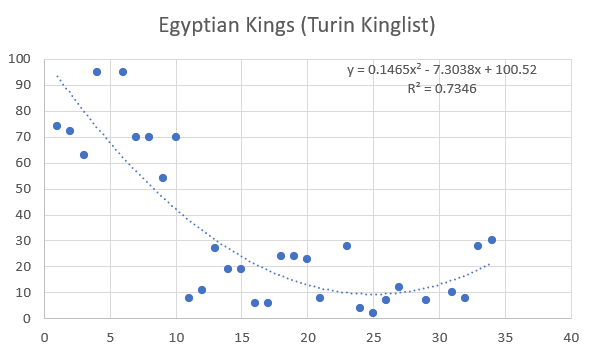 Egyptian Kings (Turin Kinglist)
y = 0.1465x² - 7.3038x + 100.52
R² = 0.7346
100
90
80
70
60
50
40
30
20
10
0
0 5 10 15 20 25 30 35 40